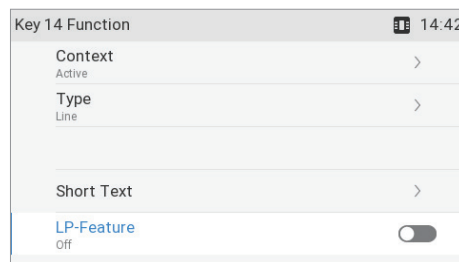 Key 14 Function 14:42
Context
Active
Type
Line
Short Text
LP-Feature
Off